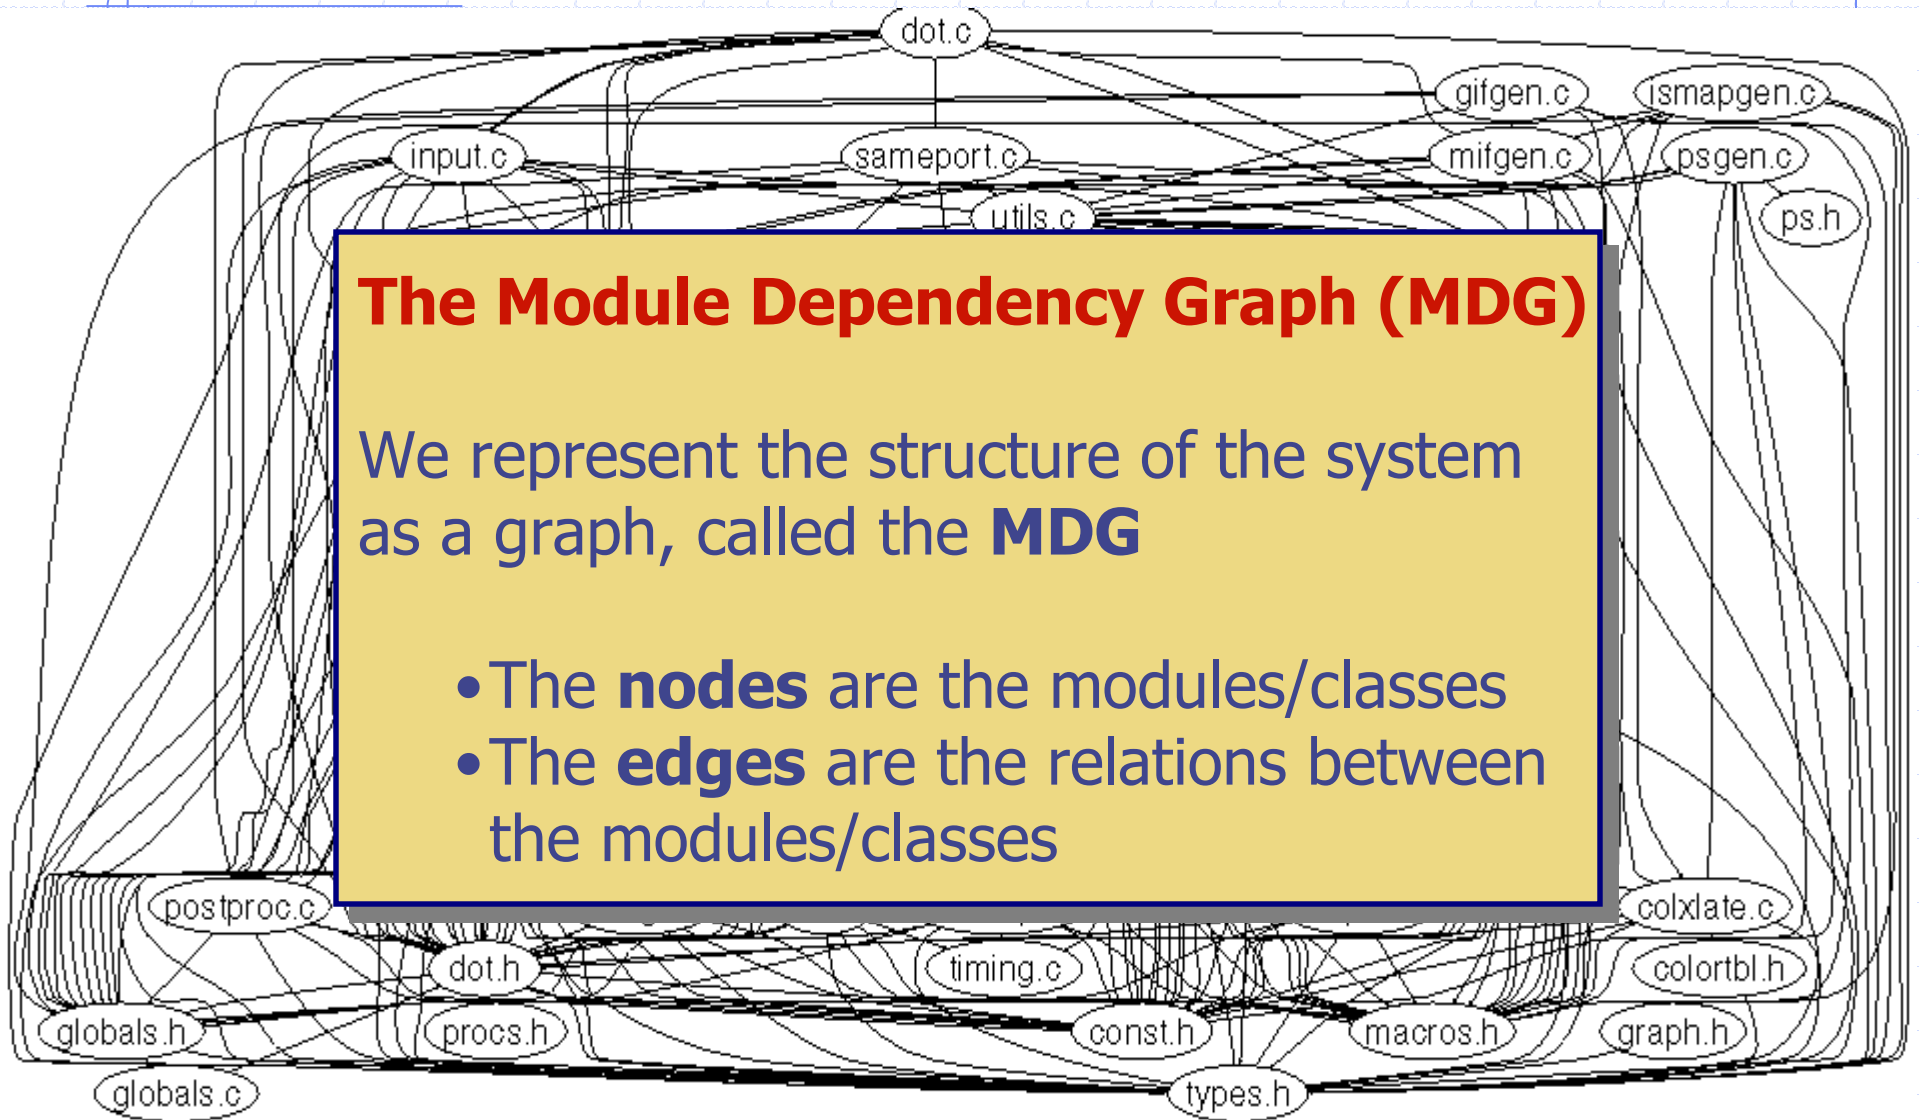 dot.c
gifgen.c
ismapgen.c
input.c
sameport.c
mifgen.c
psgen.c
utils.c
ps.h
The Module Dependency Graph (MDG)
We represent the structure of the system
as a graph, called the MDG
•The nodes are the modules/classes
•The edges are the relations between
the modules/classes
postproc.c
colxlate.c
dot.h
timing.c
colortbl.h
globals.h
procs.h
const.h
macros.h
graph.h
globals.c
types.h